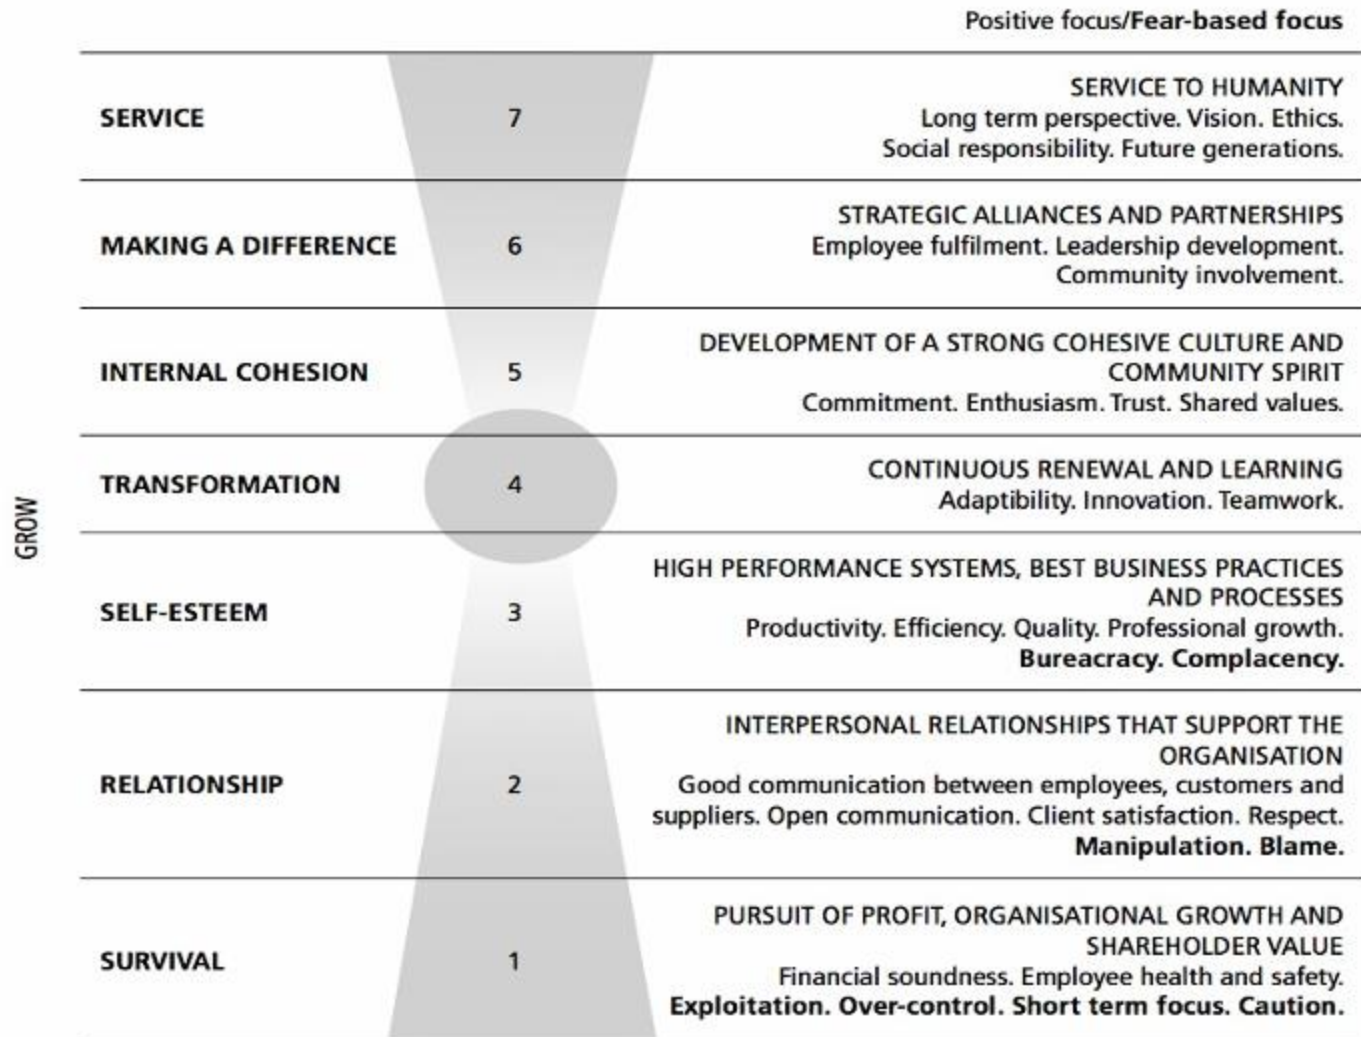 Positive focus/Fear-based focus
SERVICE
7
SERVICE TO HUMANITY
Long term perspective. Vision. Ethics.
Social responsibility. Future generations.
MAKING A DIFFERENCE
6
STRATEGIC ALLIANCES AND PARTNERSHIPS
Employee fulfilment. Leadership development.
Community involvement.
INTERNAL COHESION
5
DEVELOPMENT OF A STRONG COHESIVE CULTURE AND
COMMUNITY SPIRIT
Commitment. Enthusiasm. Trust. Shared values.
GROW
TRANSFORMATION
4
CONTINUOUS RENEWAL AND LEARNING
Adaptibility. Innovation. Teamwork.
SELF-ESTEEM
3
HIGH PERFORMANCE SYSTEMS, BEST BUSINESS PRACTICES
AND PROCESSES
Productivity. Efficiency. Quality. Professional growth.
Bureacracy. Complacency.
RELATIONSHIP
2
INTERPERSONAL RELATIONSHIPS THAT SUPPORT THE
ORGANISATION
Good communication between employees, customers and
suppliers. Open communication. Client satisfaction. Respect.
Manipulation. Blame.
SURVIVAL
1
PURSUIT OF PROFIT, ORGANISATIONAL GROWTH AND
SHAREHOLDER VALUE
Financial soundness. Employee health and safety.
Exploitation. Over-control. Short term focus. Caution.